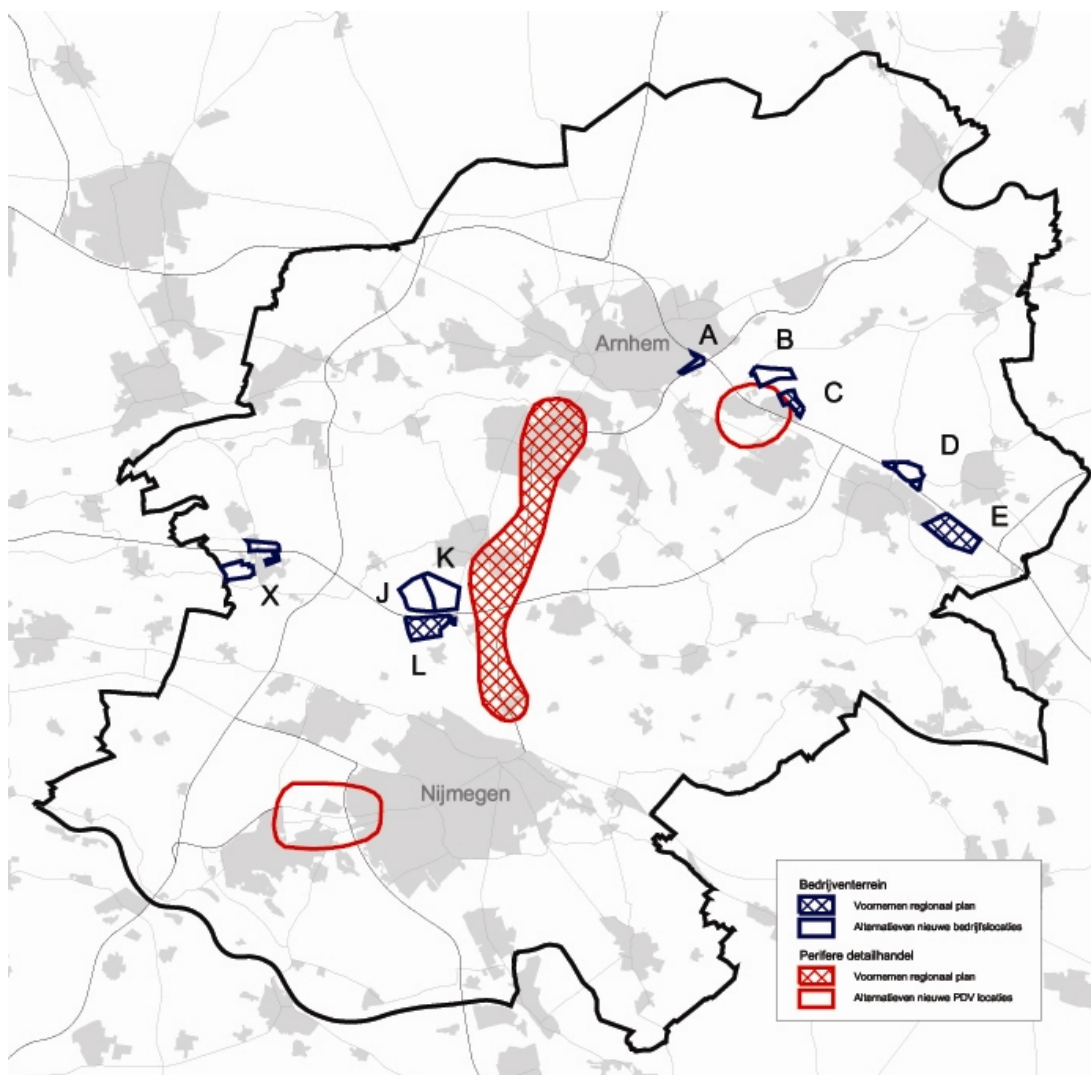 Arnhem
A
B
C
D
E
K
J
X
L
Nijmegen
Bedrijventerrein
Voornemen regionaal plan
Alternatieven nieuwe bedrijfslocaties
Perifere detailhandel
Voornemen regionaal plan
Alternatieven nieuwe PDV locaties